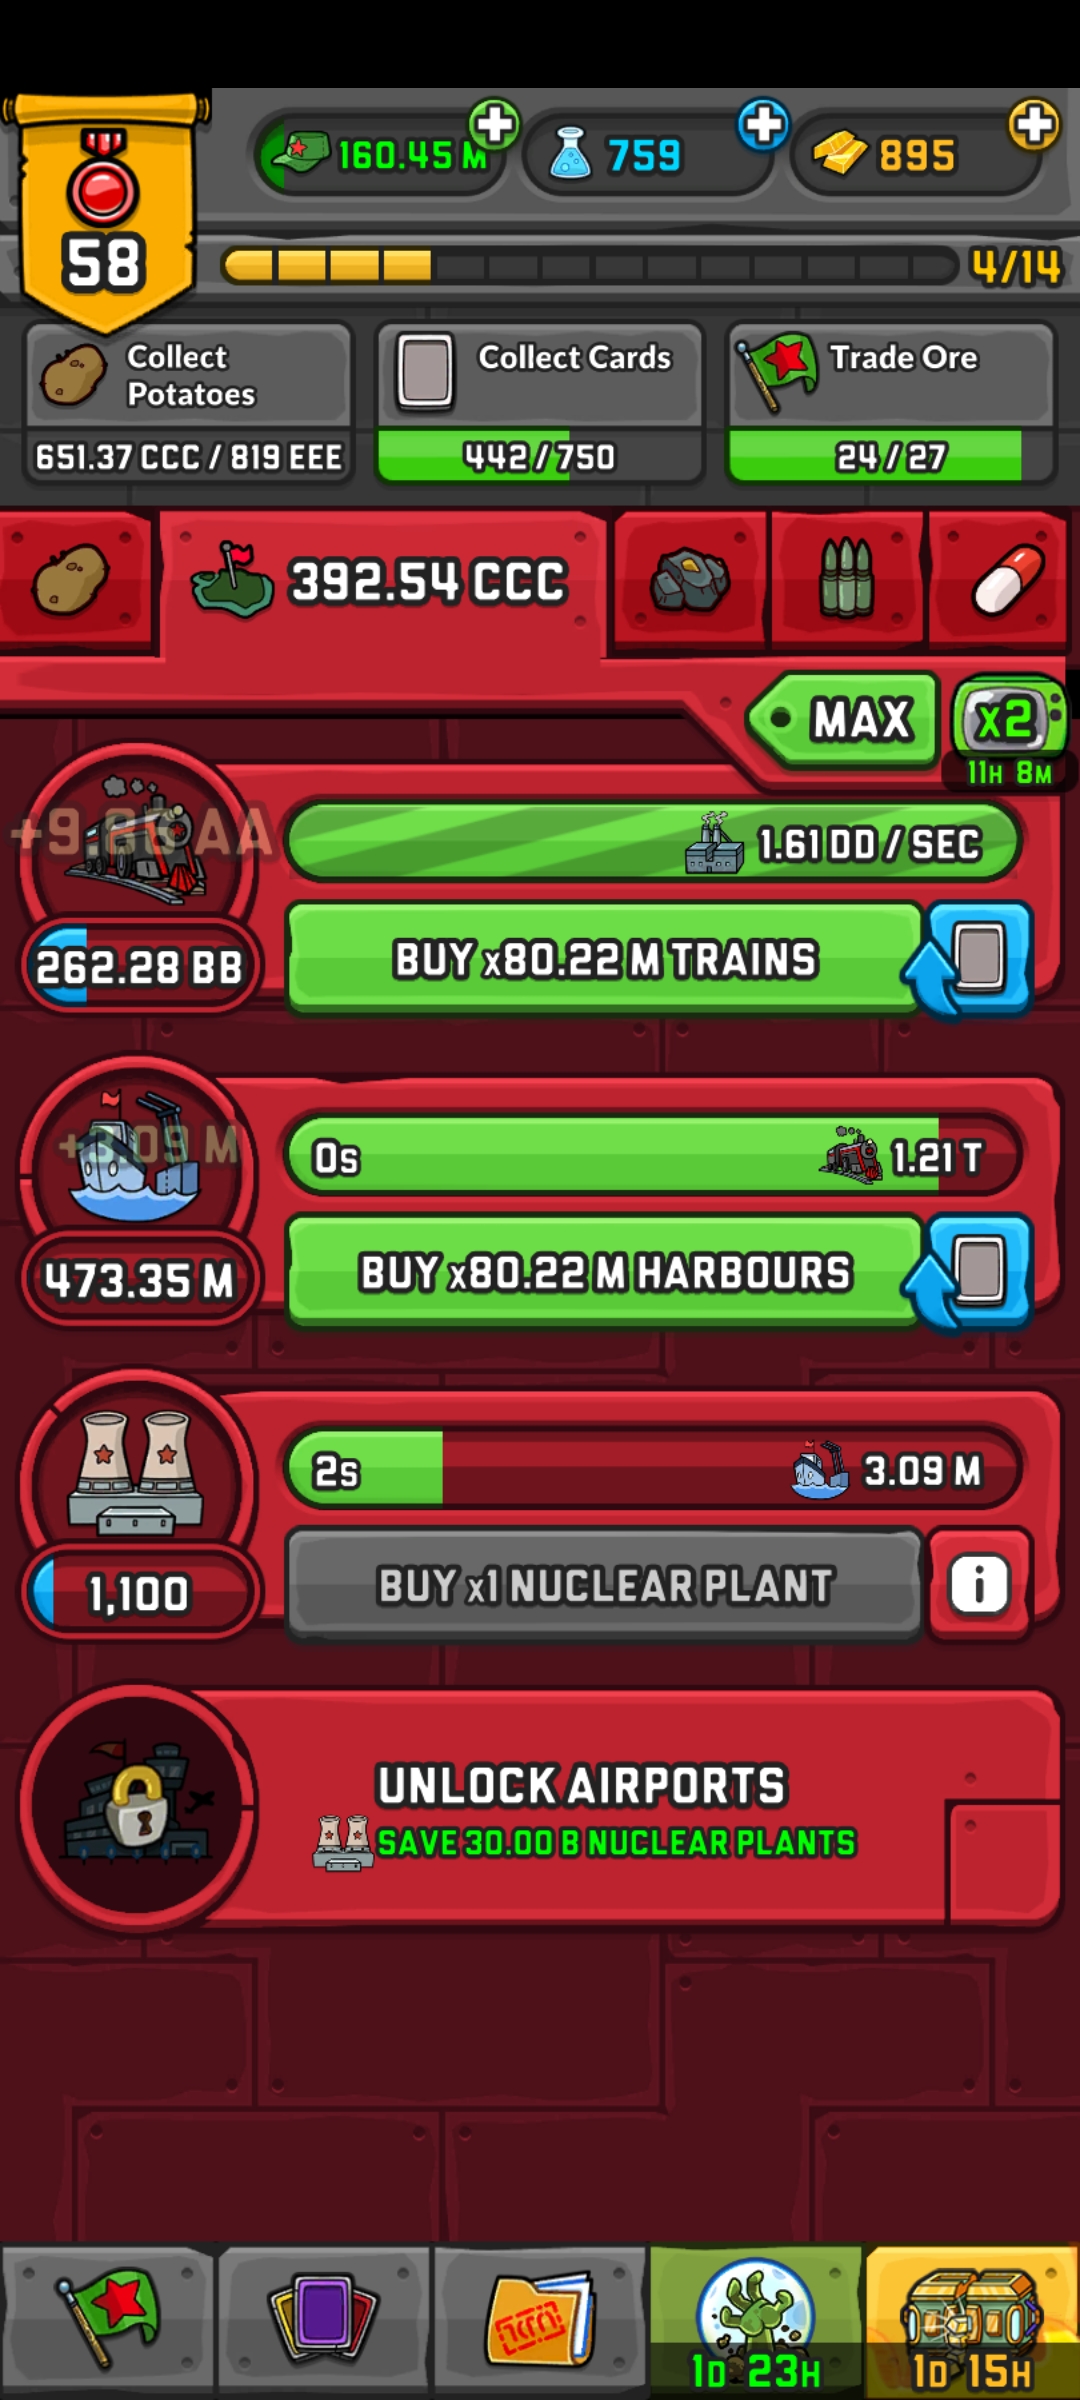 58
160.45 M
759
895
4/14
Collect
Potatoes
651.37 CCC / 819 EEE
Collect Cards
442/750
Trade Ore
24/27
392.54 CCC
MAX
x2
11H 8M
1.61 DD / SEC
262.28 BB
BUY x80.22 M TRAINS
+3.09 M
0s
1.21 T
473.35 M
BUY x80.22 M HARBOURS
2s
3.09 M
1,100
BUY x1 NUCLEAR PLANT
i
UNLOCK AIRPORTS
SAVE 30.00 B NUCLEAR PLANTS
1D 23H
1D 15H